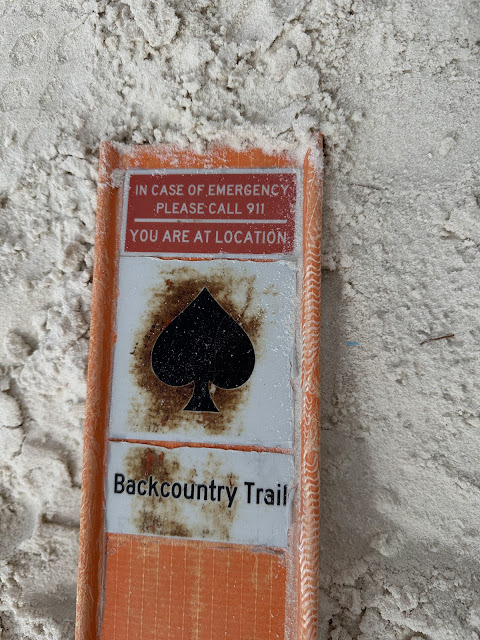 IN CASE OF EMERGENCY
PLEASE CALL 911
YOU ARE AT LOCATION
Backcountry Trail